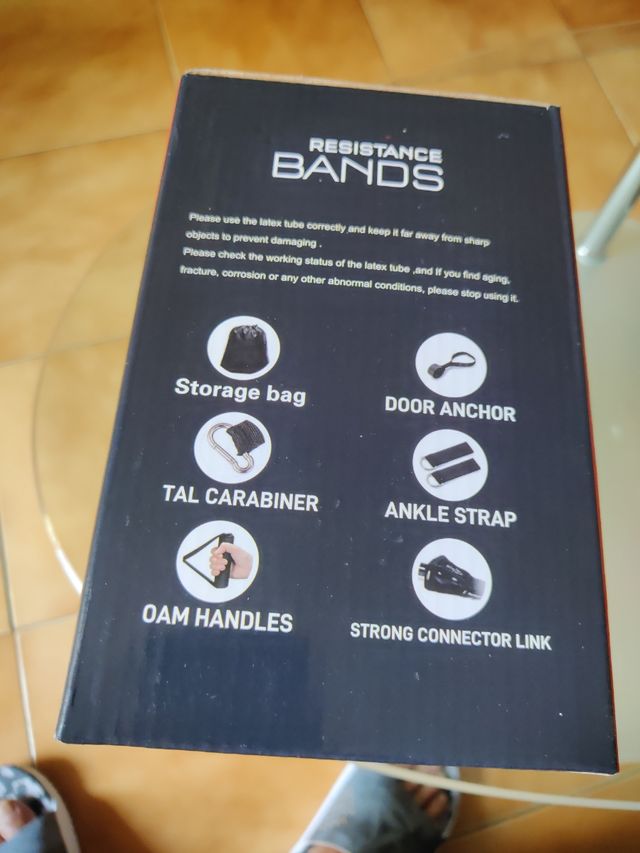 RESISTANCE
BANDS
Please use the latex tube correctly and keep it far away from sharp
objects to prevent damaging .
Please check the working status of the latex tube ,and if you find aging,
fracture, corrosion or any other abnormal conditions, please stop using it.
Storage bag
DOOR ANCHOR
TAL CARABINER
ANKLE STRAP
OAM HANDLES
STRONG CONNECTOR LINK